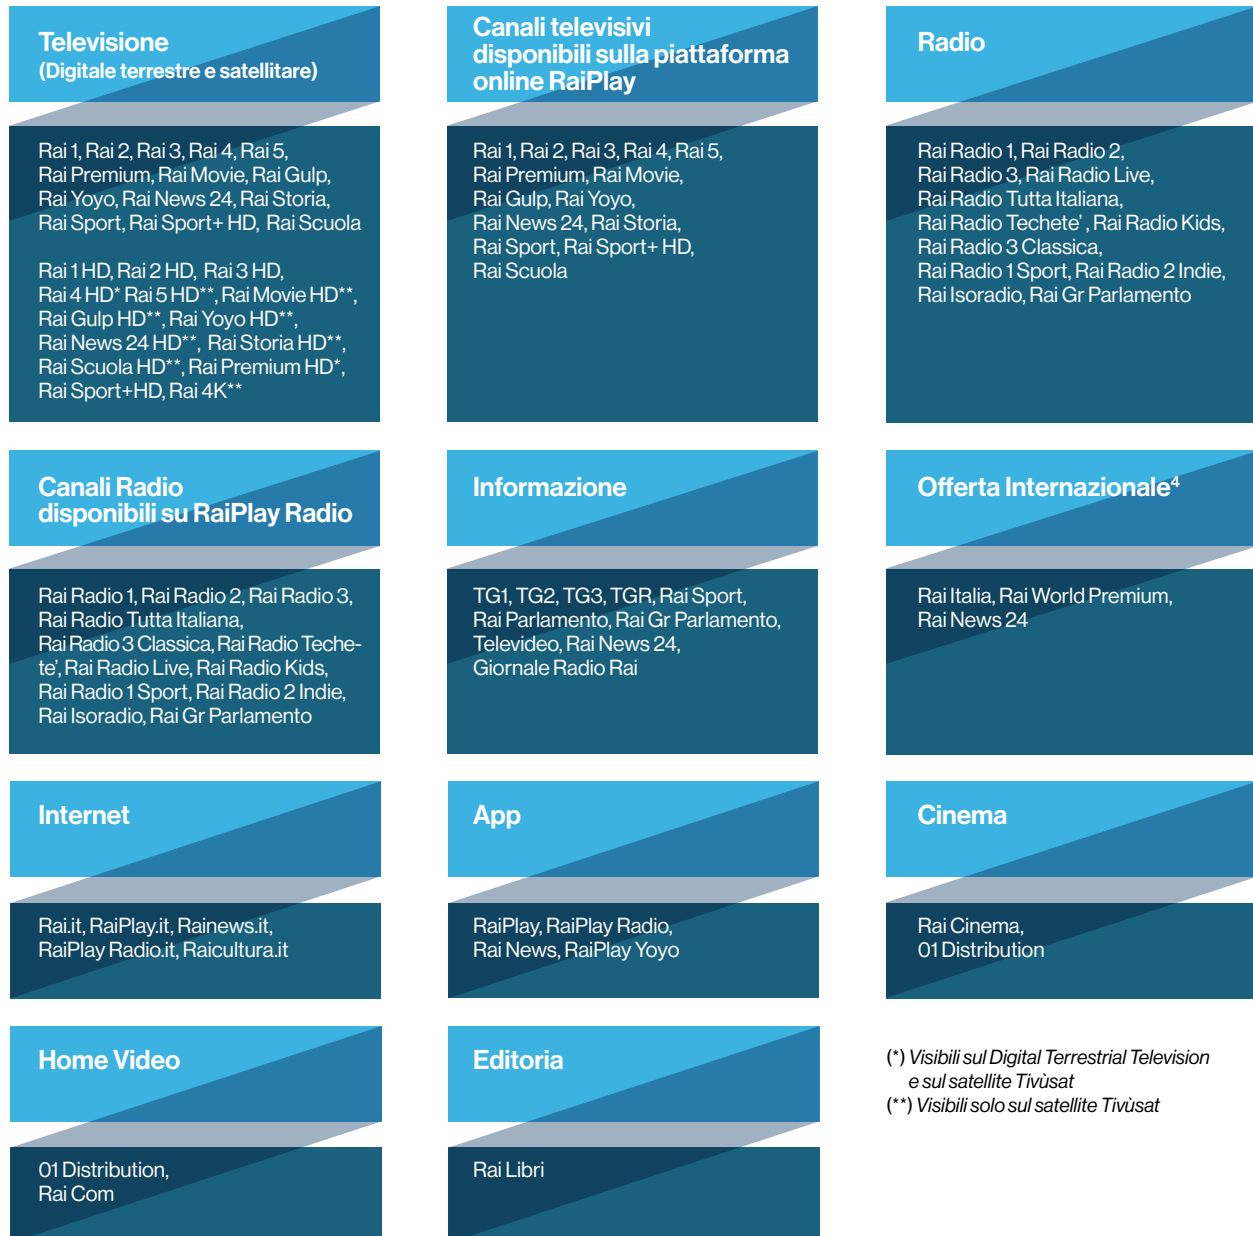 Televisione
(Digitale terrestre e satellitare)
Rai 1, Rai 2, Rai 3, Rai 4, Rai 5,
Rai Premium, Rai Movie, Rai Gulp,
Rai Yoyo, Rai News 24, Rai Storia,
Rai Sport, Rai Sport+ HD, Rai Scuola
Rai 1 HD, Rai 2 HD, Rai 3 HD,
Rai 4 HD* Rai 5 HD**, Rai Movie HD**,
Rai Gulp HD**, Rai Yoyo HD**,
Rai News 24 HD**, Rai Storia HD**,
Rai Scuola HD**, Rai Premium HD*,
Rai Sport+HD, Rai 4K**
Canali televisivi
disponibili sulla piattaforma
online RaiPlay
Rai 1, Rai 2, Rai 3, Rai 4, Rai 5,
Rai Premium, Rai Movie,
Rai Gulp, Rai Yoyo,
Rai News 24, Rai Storia,
Rai Sport, Rai Sport+ HD,
Rai Scuola
Radio
Rai Radio 1, Rai Radio 2,
Rai Radio 3, Rai Radio Live,
Rai Radio Tutta Italiana,
Rai Radio Techete' , Rai Radio Kids,
Rai Radio 3 Classica,
Rai Radio 1 Sport, Rai Radio 2 Indie,
Rai Isoradio, Rai Gr Parlamento
Canali Radio
disponibili su RaiPlay Radio
Rai Radio 1, Rai Radio 2, Rai Radio 3,
Rai Radio Tutta Italiana,
Rai Radio 3 Classica, Rai Radio Teche-
te', Rai Radio Live, Rai Radio Kids,
Rai Radio 1 Sport, Rai Radio 2 Indie,
Rai Isoradio, Rai Gr Parlamento
Informazione
TG1, TG2, TG3, TGR, Rai Sport,
Rai Parlamento, Rai Gr Parlamento,
Televideo, Rai News 24,
Giornale Radio Rai
Offerta Internazionale⁴
Rai Italia, Rai World Premium,
Rai News 24
Internet
Rai.it, RaiPlay.it, Rainews.it,
RaiPlay Radio.it, Raicultura.it
App
RaiPlay, RaiPlay Radio,
Rai News, RaiPlay Yoyo
Cinema
Rai Cinema,
01 Distribution
Home Video
01 Distribution,
Rai Com
Editoria
Rai Libri
(*) Visibili sul Digital Terrestrial Television
e sul satellite Tivùsat
(**) Visibili solo sul satellite Tivùsat